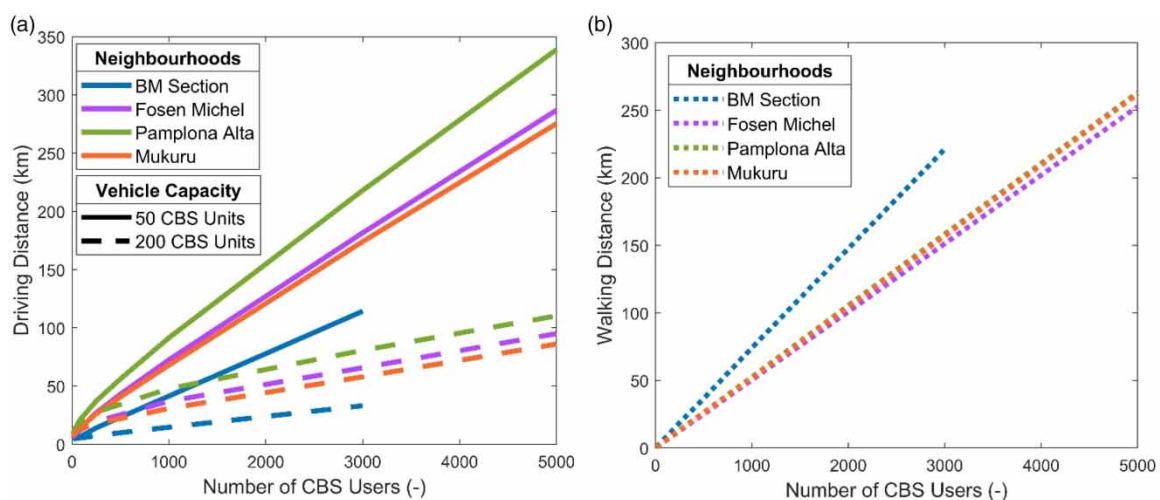 (a)
350
300
250
200
150
100
50
0
Driving Distance (km)
Neighbourhoods
BM Section
Fosen Michel
Pamplona Alta
Mukuru
Vehicle Capacity
50 CBS Units
200 CBS Units
0 1000 2000 3000 4000 5000
Number of CBS Users (-)
(b)
300
250
200
150
100
50
0
Walking Distance (km)
Neighbourhoods
BM Section
Fosen Michel
Pamplona Alta
Mukuru
0 1000 2000 3000 4000 5000
Number of CBS Users (-)